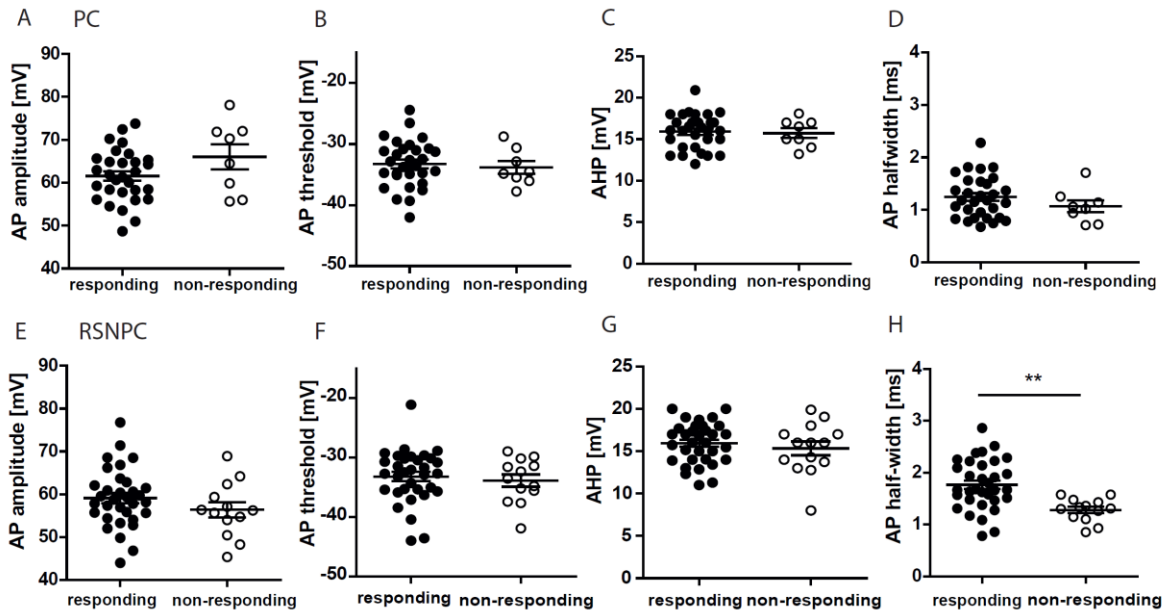 A PC
AP amplitude [mV]
90
80
70
60
50
40
responding non-responding
B
AP threshold [mV]
-20
-30
-40
-50
responding non-responding
C
AHP [mV]
25
20
15
10
5
0
responding non-responding
D
AP halfwidth [ms]
4
3
2
1
0
responding non-responding
E RSNPC
AP amplitude [mV]
90
80
70
60
50
40
responding non-responding
F
AP threshold [mV]
-20
-30
-40
-50
responding non-responding
G
AHP [mV]
25
20
15
10
5
0
responding non-responding
H
AP half-width [ms]
4
3
2
1
0
**
responding non-responding